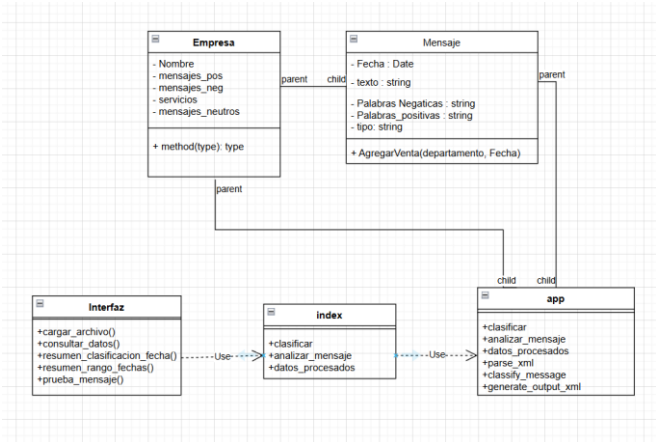 Empresa
- Nombre
- mensajes_pos
- mensajes_neg
- servicios
- mensajes_neutros
+ method(type): type
parent
child
Mensaje
- Fecha : Date
- texto : string
- Palabras Negaticas : string
- Palabras_positivas : string
- tipo: string
+ AgregarVenta(departamento, Fecha)
parent
parent
child
child
Interfaz
+cargar_archivo()
+consultar_datos()
+resumen_clasificacion_fecha()
+resumen_rango_fechas()
+prueba_mensaje()
Use
index
+clasificar
+analizar_mensaje
+datos_procesados
Use
app
+clasificar
+analizar_mensaje
+datos_procesados
+parse_xml
+classify_message
+generate_output_xml